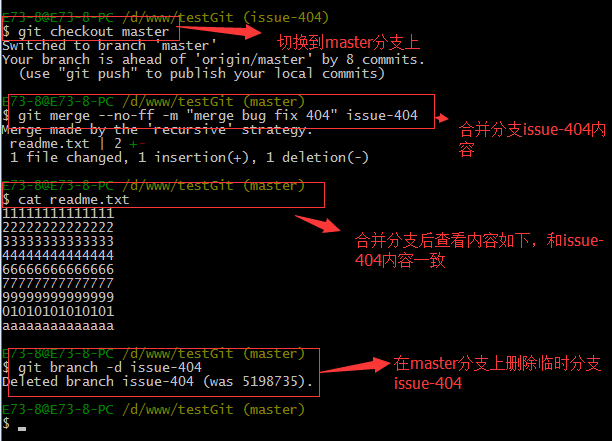 E73-8@E73-8-PC /d/www/testGit (issue-404)
$ git checkout master
切换到master分支上
Switched to branch 'master'
Your branch is ahead of 'origin/master' by 8 commits.
(use "git push" to publish your local commits)
E73-8@E73-8-PC /d/www/testGit (master)
$ git merge --no-ff -m "merge bug fix 404" issue-404
合并分支issue-404内
容
Merge made by the 'recursive' strategy.
readme.txt | 2 +-
1 file changed, 1 insertion(+), 1 deletion(-)
E73-8@E73-8-PC /d/www/testGit (master)
$ cat readme.txt
合并分支后查看内容如下，和issue-
404内容一致
11111111111111
22222222222222
33333333333333
44444444444444
66666666666666
77777777777777
99999999999999
01010101010101
aaaaaaaaaaaaaa
E73-8@E73-8-PC /d/www/testGit (master)
$ git branch -d issue-404
在master分支上删除临时分支
issue-404
Deleted branch issue-404 (was 5198735).
E73-8@E73-8-PC /d/www/testGit (master)
$